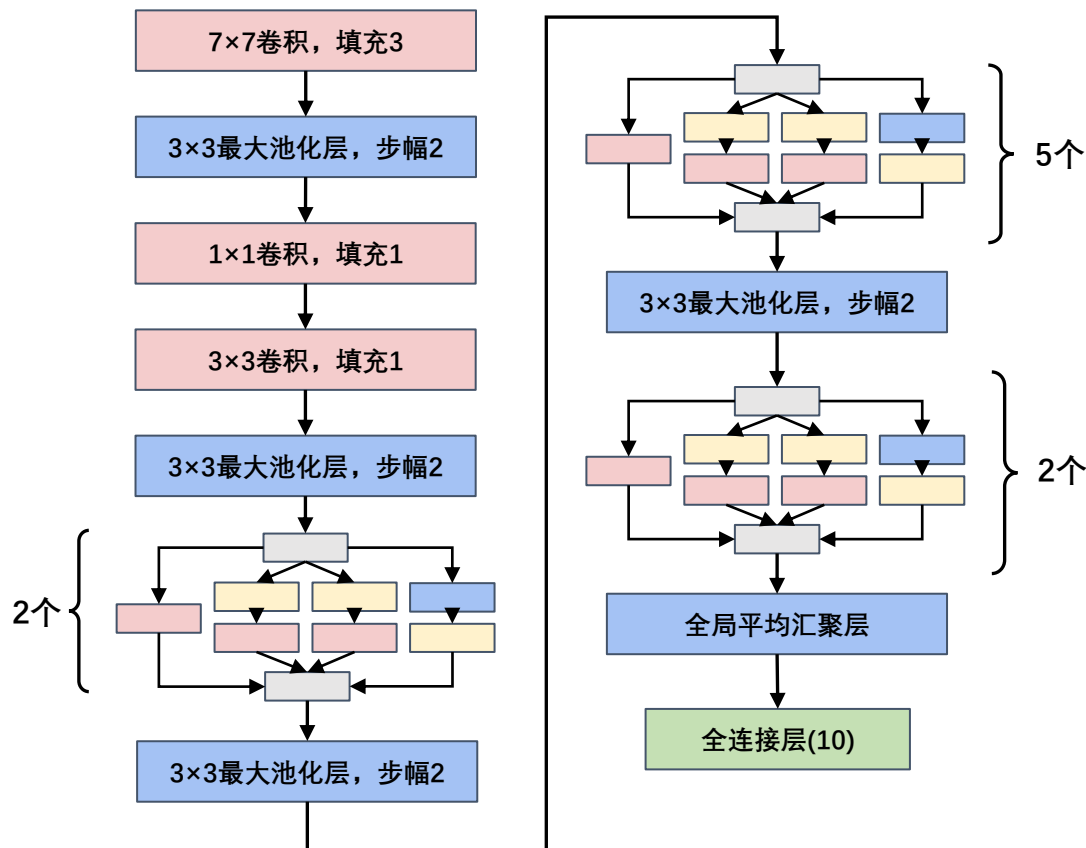 7×7卷积，填充3
3×3最大池化层，步幅2
1×1卷积，填充1
3×3卷积，填充1
3×3最大池化层，步幅2
2个
3×3最大池化层，步幅2
5个
3×3最大池化层，步幅2
2个
全局平均汇聚层
全连接层(10)